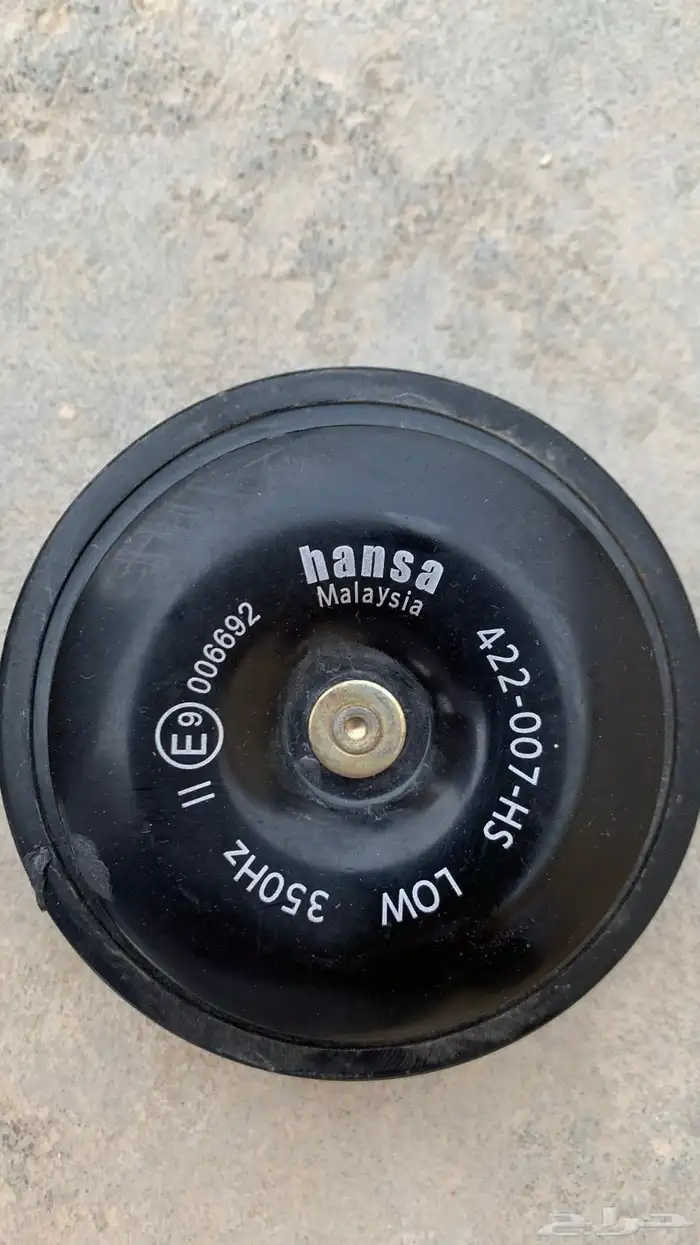 hansa
Malaysia
422-007-HS
LOW
350Hz
II
E9 006692
حراج